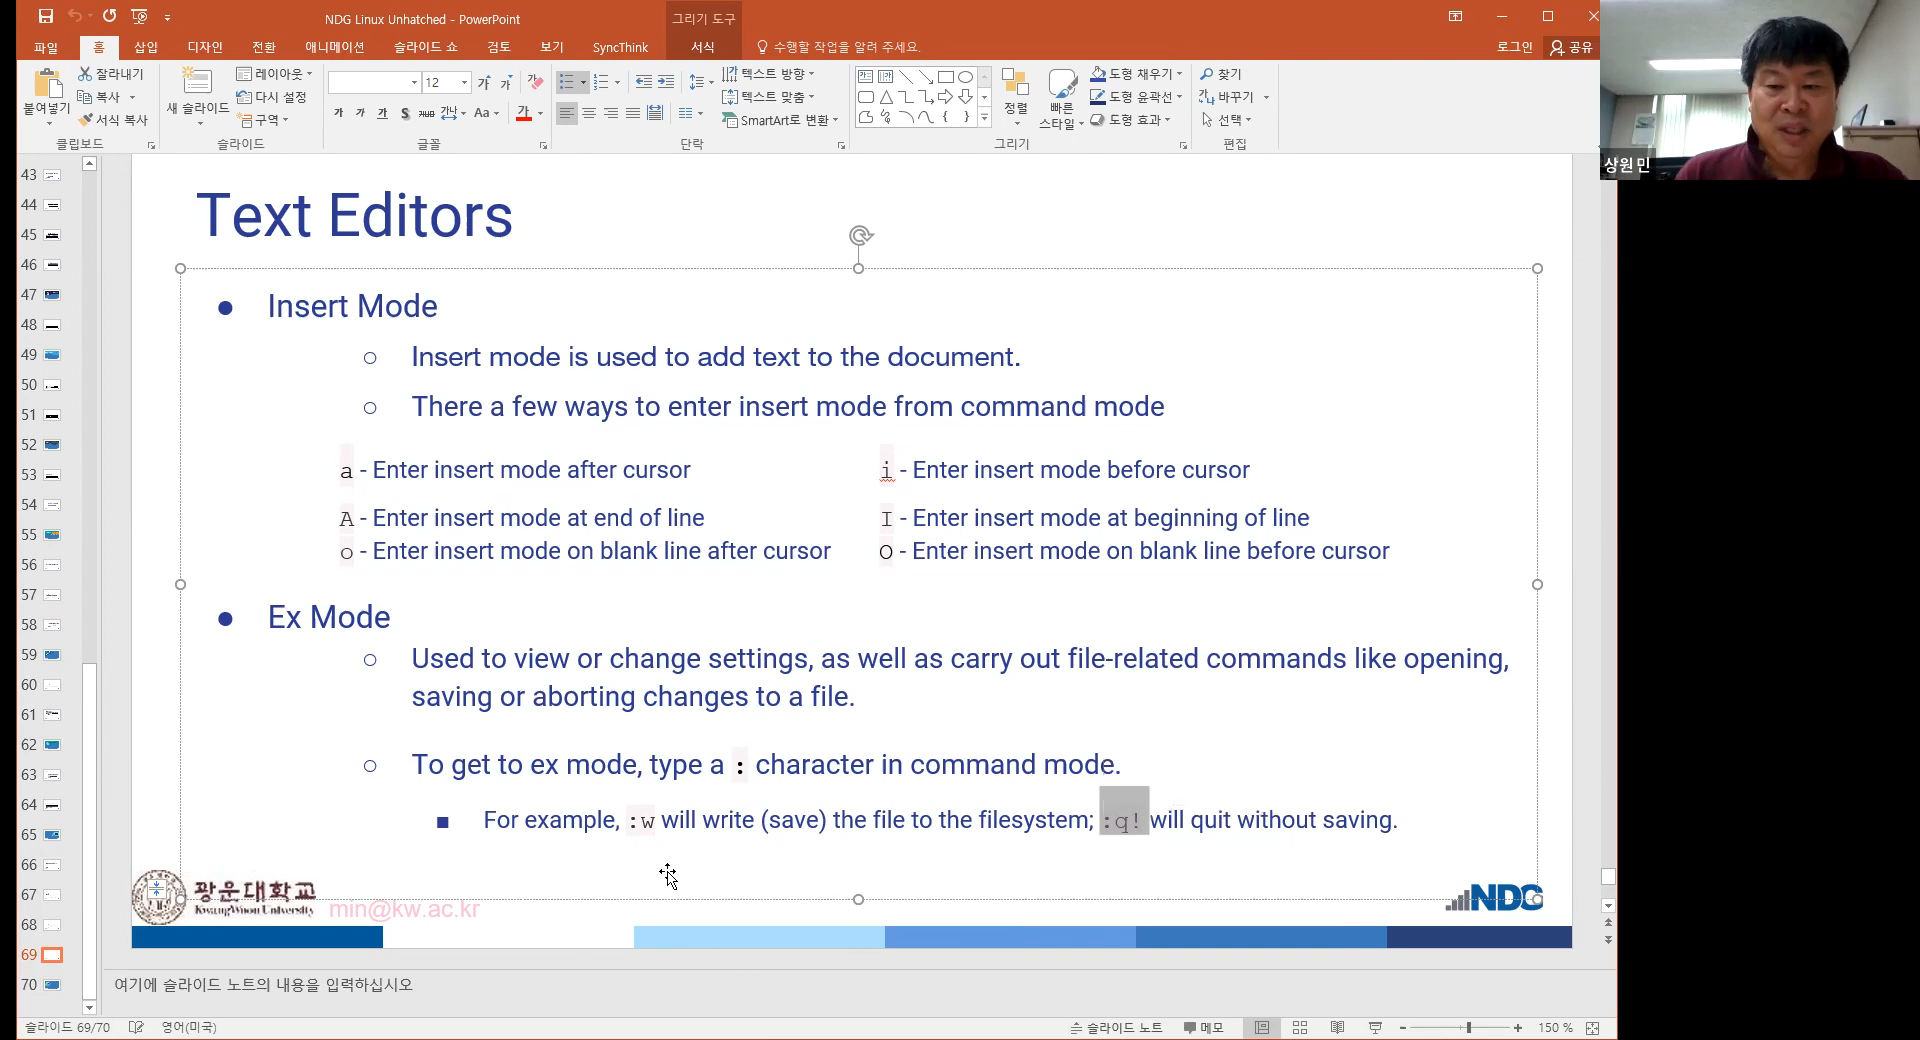 NDG Linux Unhatched - PowerPoint
그리기 도구
파일
홈
삽입
디자인
전환
애니메이션
슬라이드 쇼
검토
보기
SyncThink
서식
수행할 작업을 알려 주세요.
로그인
공유
붙여넣기
잘라내기
복사
서식 복사
클립보드
새 슬라이드
레이아웃
다시 설정
구역
슬라이드
12
가
가
가
가
가
S
간나
Aa
가
글꼴
텍스트 방향
텍스트 맞춤
SmartArt로 변환
단락
정렬
빠른
스타일
도형 채우기
도형 윤곽선
도형 효과
그리기
찾기
바꾸기
선택
편집
상원민
43
44
45
46
47
48
49
50
51
52
53
54
55
56
57
58
59
60
61
62
63
64
65
66
67
68
69
70
Text Editors
● Insert Mode
○ Insert mode is used to add text to the document.
○ There a few ways to enter insert mode from command mode
a - Enter insert mode after cursor
i - Enter insert mode before cursor
A - Enter insert mode at end of line
I - Enter insert mode at beginning of line
o - Enter insert mode on blank line after cursor
O - Enter insert mode on blank line before cursor
● Ex Mode
○ Used to view or change settings, as well as carry out file-related commands like opening,
saving or aborting changes to a file.
○ To get to ex mode, type a : character in command mode.
■ For example, :w will write (save) the file to the filesystem; :q! will quit without saving.
광운대학교
KwangWoon University
min@kw.ac.kr
NDG
여기에 슬라이드 노트의 내용을 입력하십시오
슬라이드 69/70
영어(미국)
슬라이드 노트
메모
150 %